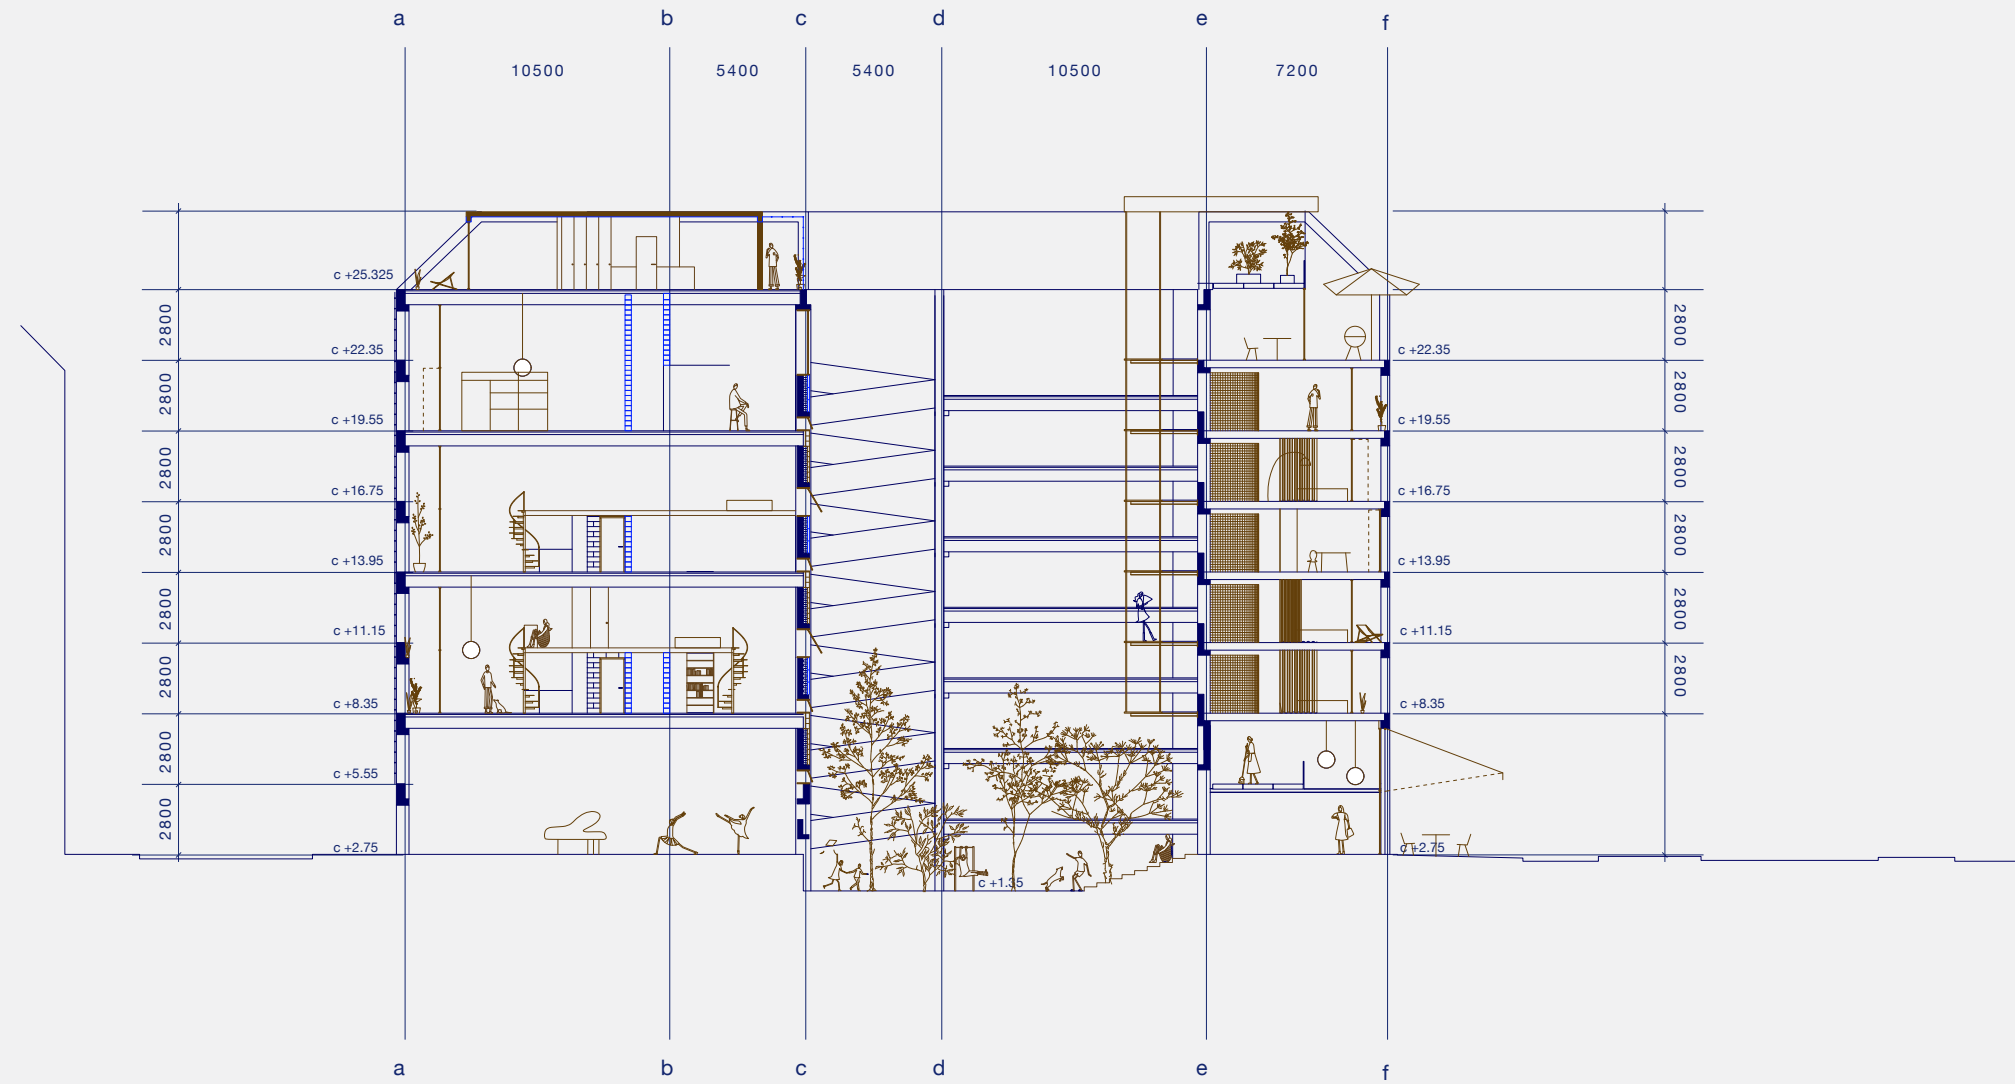 a b c d e f
10500 5400 5400 10500 7200
c +25.325
2800 2800
c +22.35 c +22.35
2800 2800
c +19.55 c +19.55
2800 2800
c +16.75 c +16.75
2800 2800
c +13.95 c +13.95
2800 2800
c +11.15 c +11.15
2800 2800
c +8.35 c +8.35
2800
c +5.55
2800
c +2.75 c +2.75
c +1.35
a b c d e f